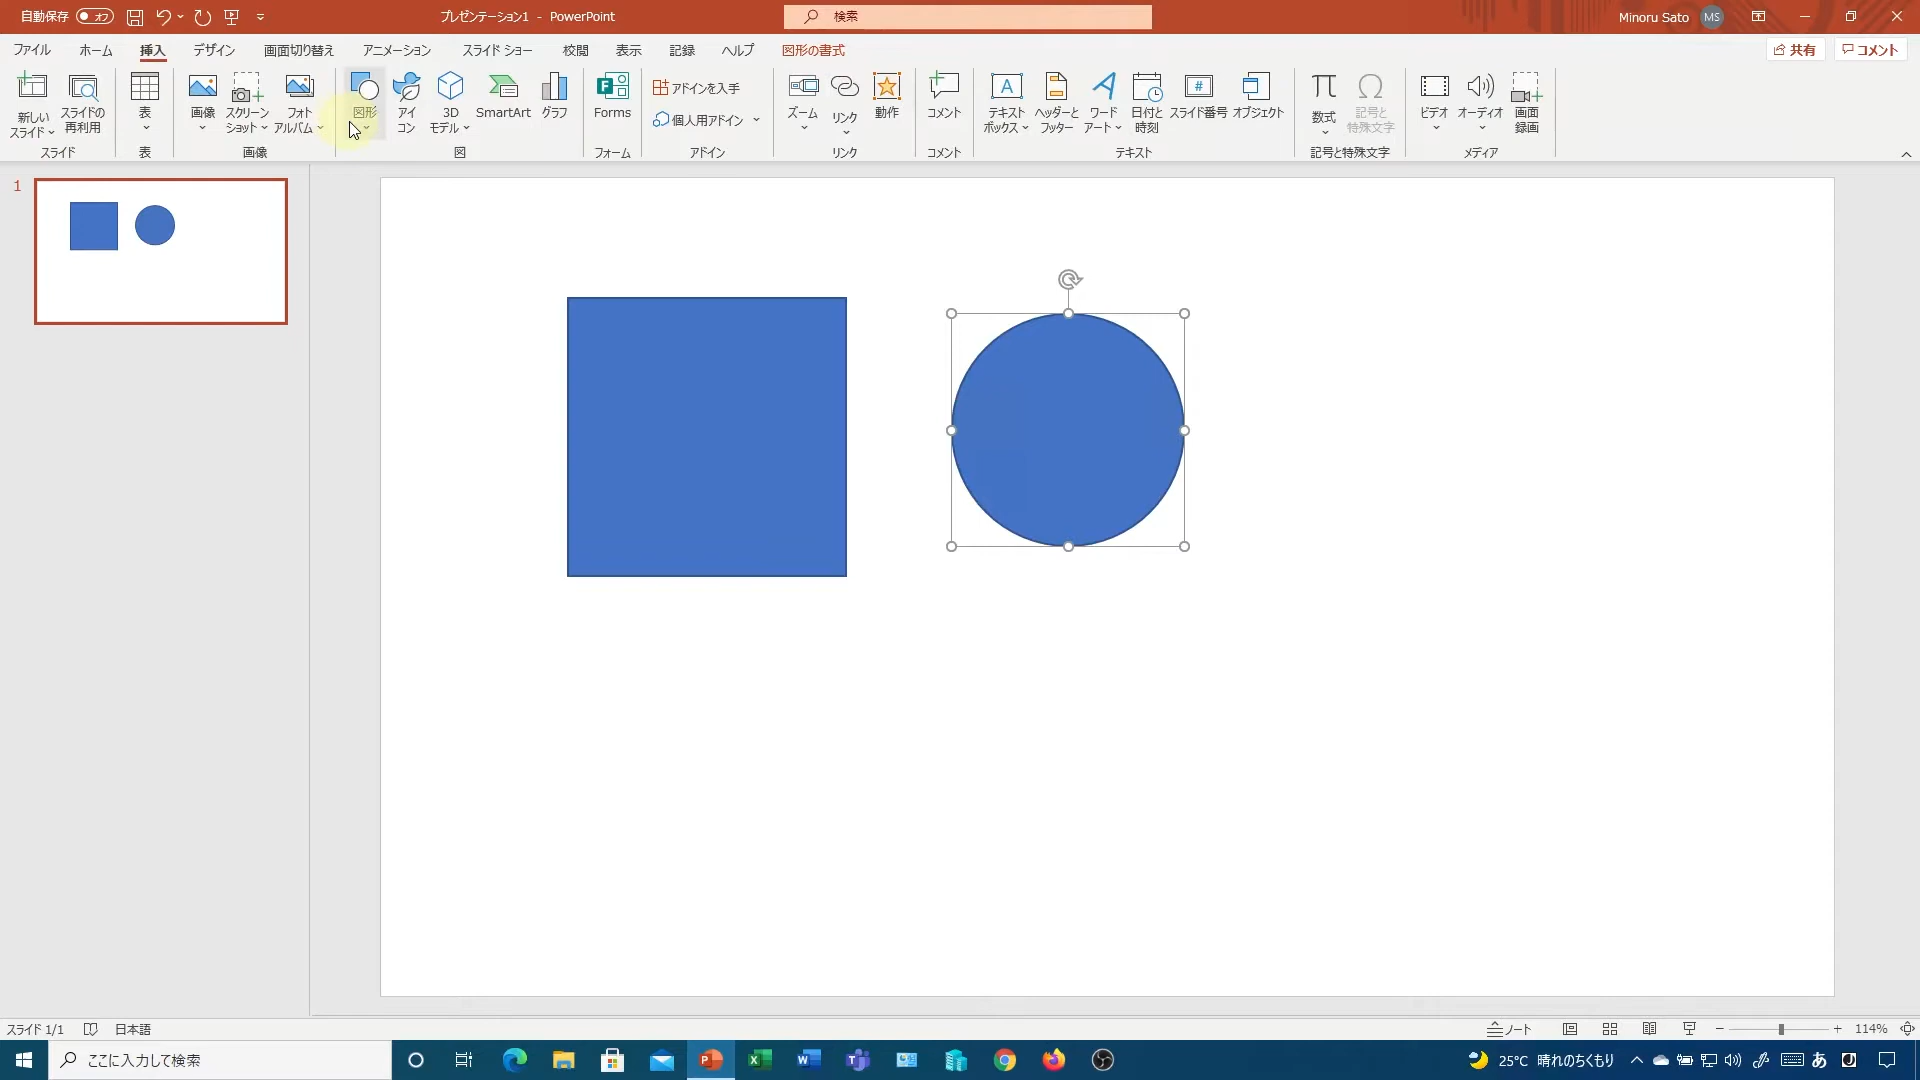 自動保存 オフ
プレゼンテーション1 - PowerPoint
検索
Minoru Sato MS
ファイル ホーム 挿入 デザイン 画面切り替え アニメーション スライド ショー 校閲 表示 記録 ヘルプ 図形の書式
共有 コメント
新しい
スライド
スライドの
再利用
スライド
表
表
画像
スクリーン
ショット
フォト
アルバム
画像
図形
アイ
コン
3D
モデル
SmartArt
グラフ
図
Forms
フォーム
アドインを入手
個人用アドイン
アドイン
ズーム
リンク
動作
リンク
コメント
コメント
テキスト
ボックス
ヘッダーと
フッター
ワード
アート
日付と
時刻
スライド番号
オブジェクト
テキスト
数式
記号と
特殊文字
記号と特殊文字
ビデオ
オーディオ
画面
録画
メディア
1
スライド 1/1 日本語
ノート
114%
ここに入力して検索
25°C 晴れのちくもり
あ